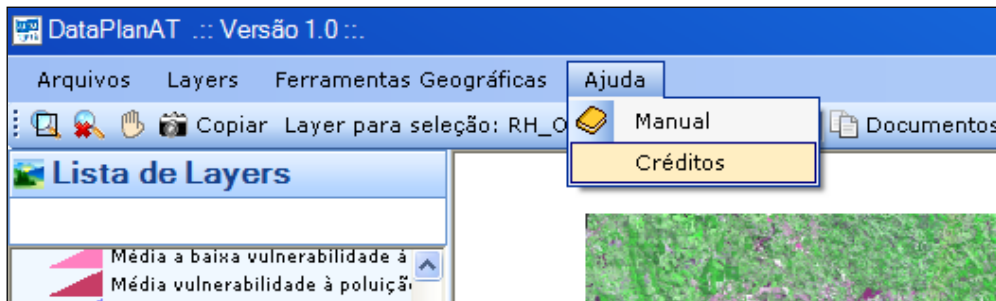 DataPlanAT .:: Versão 1.0 ::.
Arquivos Layers Ferramentas Geográficas Ajuda
Copiar Layer para seleção: RH_O Documentos
Manual
Créditos
Lista de Layers
Média a baixa vulnerabilidade à
Média vulnerabilidade à